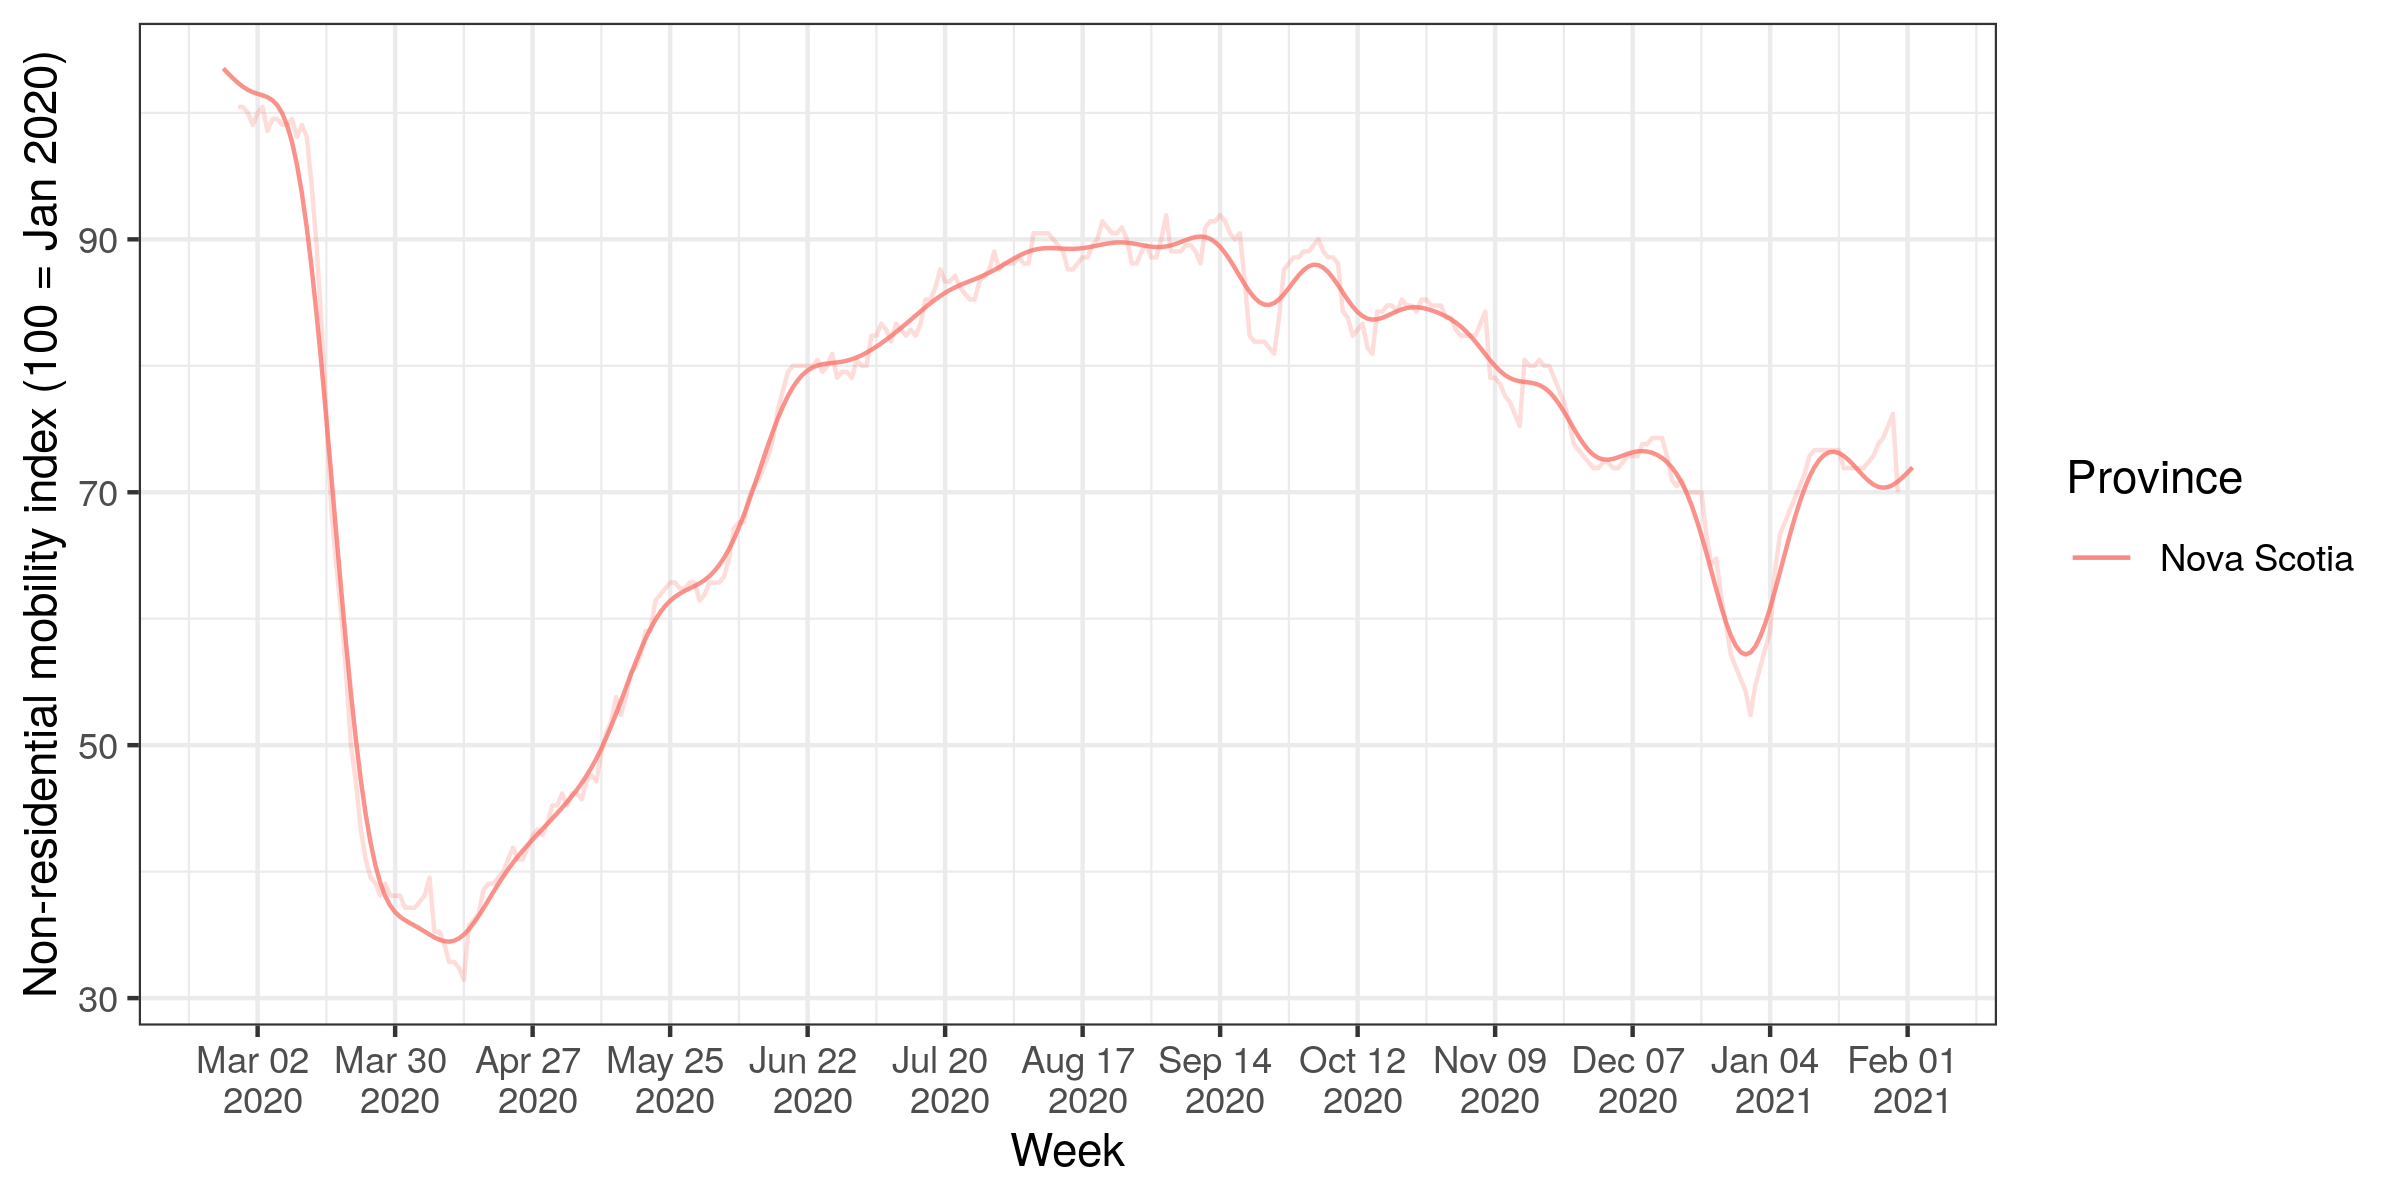 Non-residential mobility index (100 = Jan 2020)
90
70
50
30
Mar 02
2020
Mar 30
2020
Apr 27
2020
May 25
2020
Jun 22
2020
Jul 20
2020
Aug 17
2020
Sep 14
2020
Oct 12
2020
Nov 09
2020
Dec 07
2020
Jan 04
2021
Feb 01
2021
Week
Province
Nova Scotia